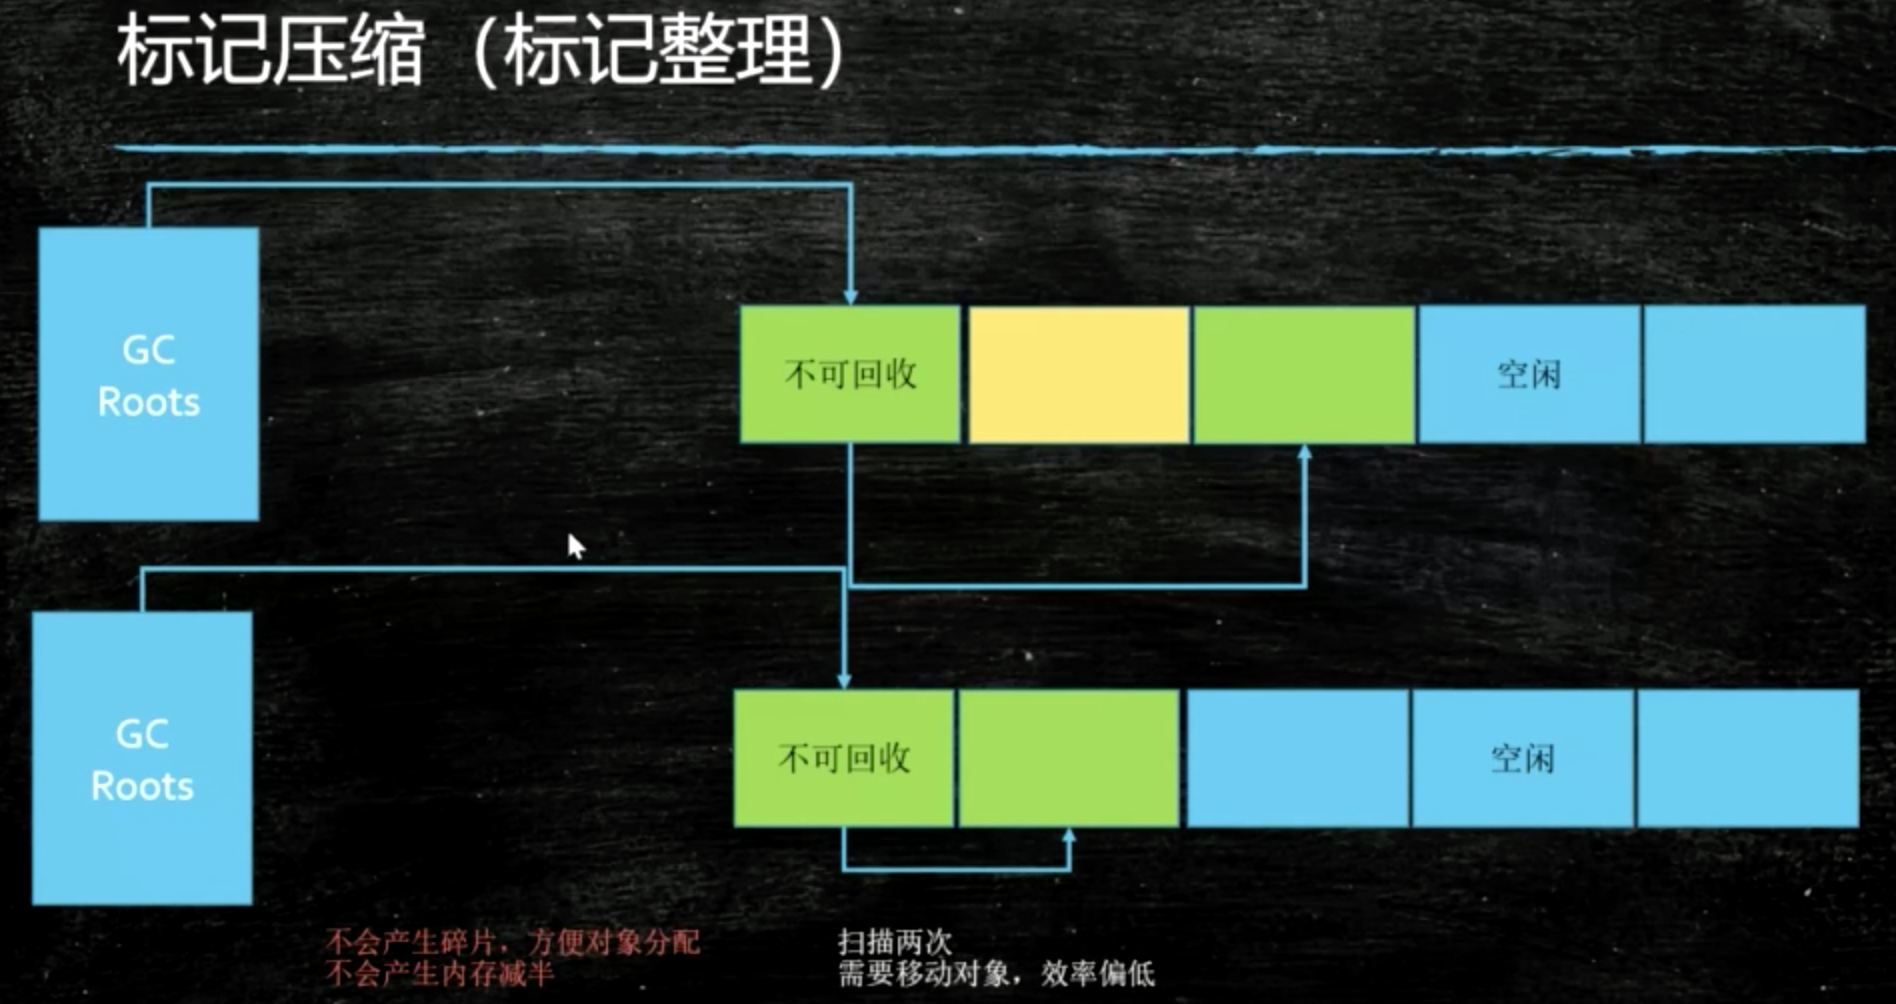 标记压缩（标记整理）
GC
Roots
不可回收
空闲
GC
Roots
不可回收
空闲
不会产生碎片，方便对象分配
不会产生内存减半
扫描两次
需要移动对象，效率偏低